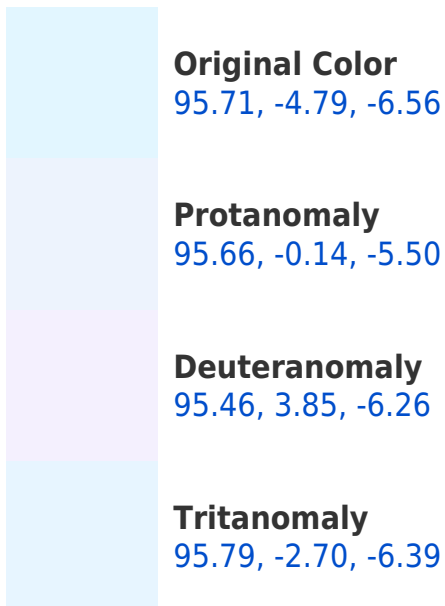 Original Color
95.71, -4.79, -6.56
Protanomaly
95.66, -0.14, -5.50
Deuteranomaly
95.46, 3.85, -6.26
Tritanomaly
95.79, -2.70, -6.39